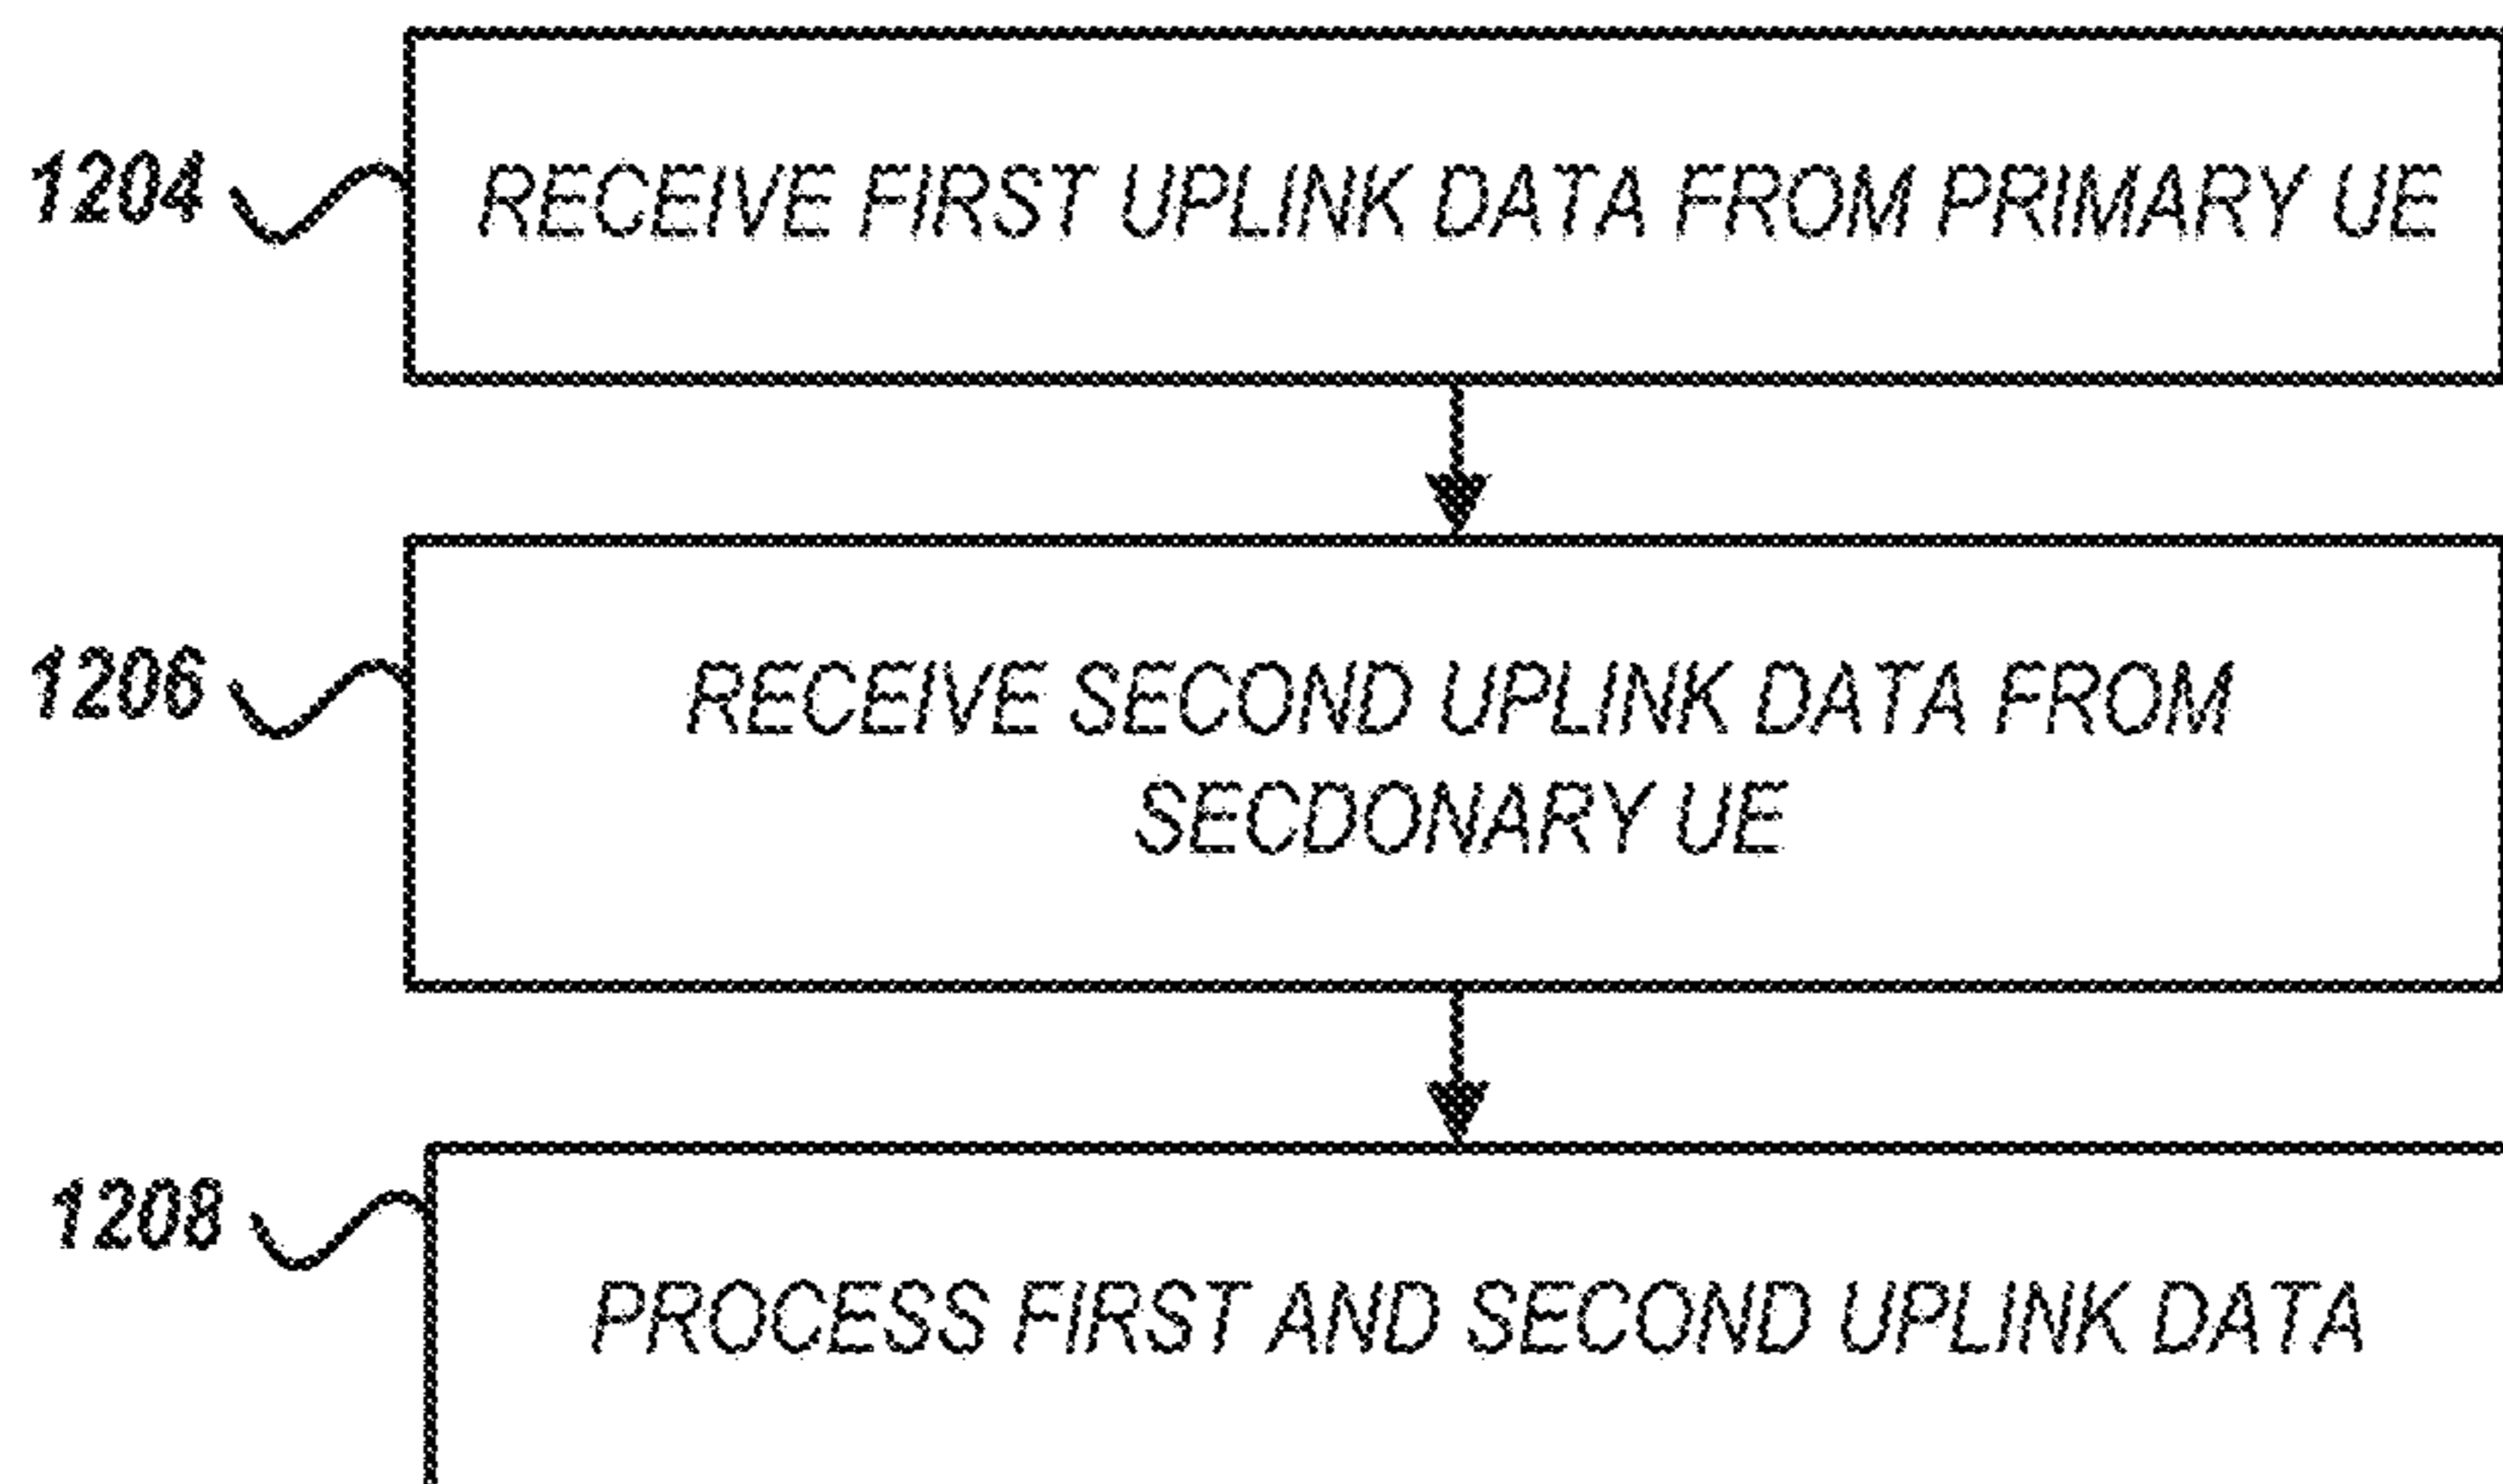 1204
RECEIVE FIRST UPLINK DATA FROM PRIMARY UE
1206
RECEIVE SECOND UPLINK DATA FROM
SECDONARY UE
1208
PROCESS FIRST AND SECOND UPLINK DATA